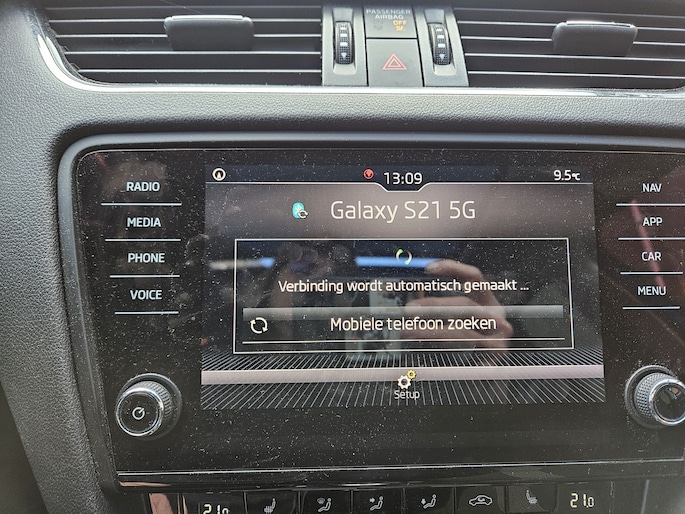 PASSENGER
AIRBAG
OFF
13:09
9.5°C
RADIO
MEDIA
PHONE
VOICE
Galaxy S21 5G
Verbinding wordt automatisch gemaakt ...
Mobiele telefoon zoeken
Setup
NAV
APP
CAR
MENU
21.0
21.0